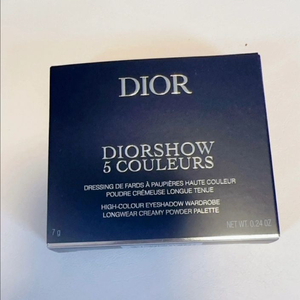 DIOR
DIORSHOW
5 COULEURS
DRESSING DE FARDS À PAUPIÈRES HAUTE COULEUR
POUDRE CRÉMEUSE LONGUE TENUE
HIGH-COLOUR EYESHADOW WARDROBE
LONGWEAR CREAMY POWDER PALETTE
7 g
NET WT 0.24 OZ